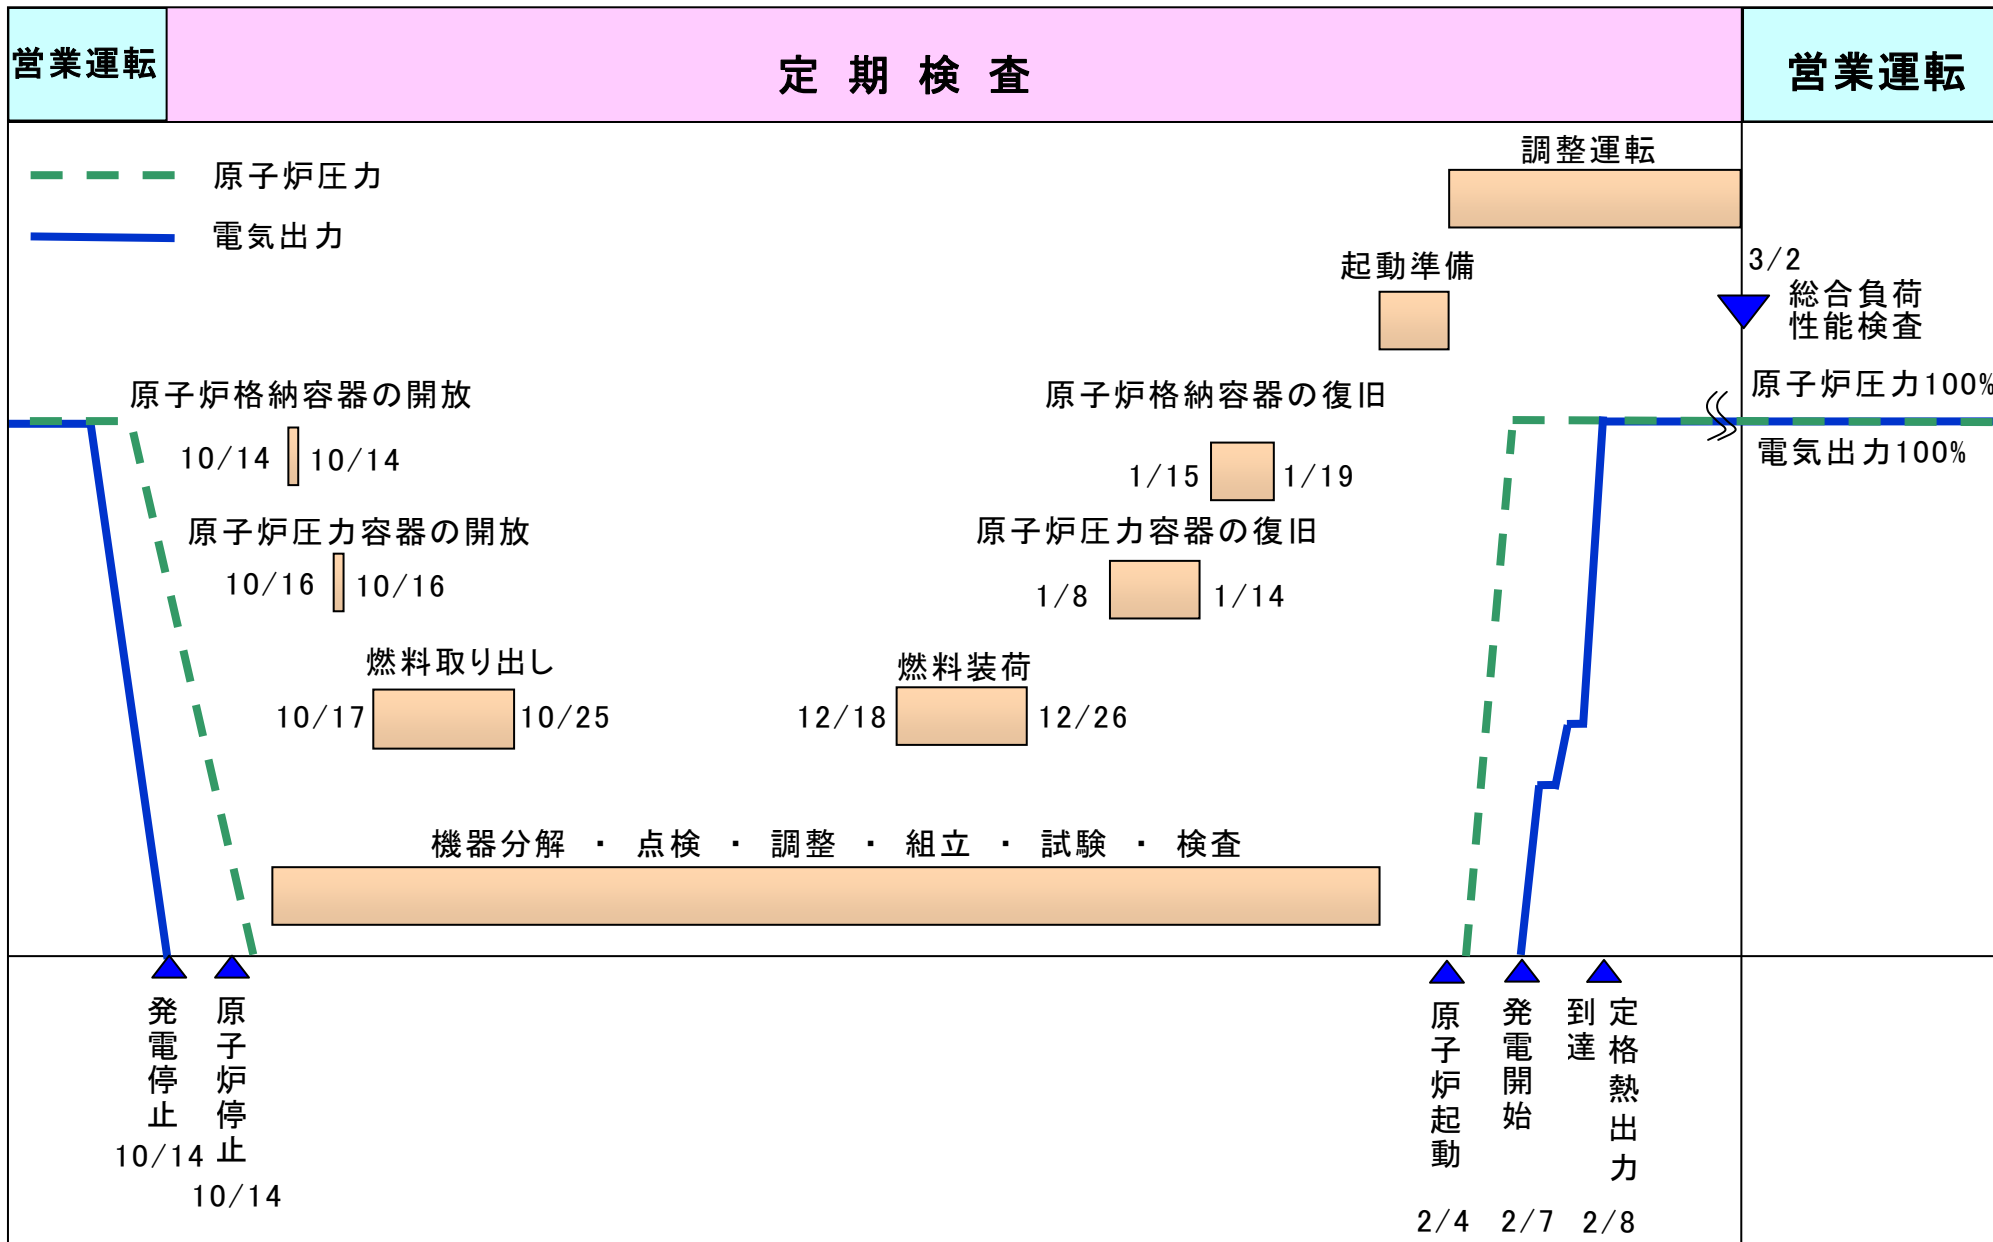 営業運転
定期検査
営業運転
原子炉圧力
電気出力
調整運転
起動準備
3/2
総合負荷
性能検査
原子炉圧力100%
電気出力100%
原子炉格納容器の開放
10/14 10/14
原子炉格納容器の復旧
1/15 1/19
原子炉圧力容器の開放
10/16 10/16
原子炉圧力容器の復旧
1/8 1/14
燃料取り出し
10/17 10/25
燃料装荷
12/18 12/26
機器分解 ・ 点検 ・ 調整 ・ 組立 ・ 試験 ・ 検査
発電停止
10/14
原子炉停止
10/14
原子炉起動
2/4
発電開始
2/7
定格熱出力
到達
2/8